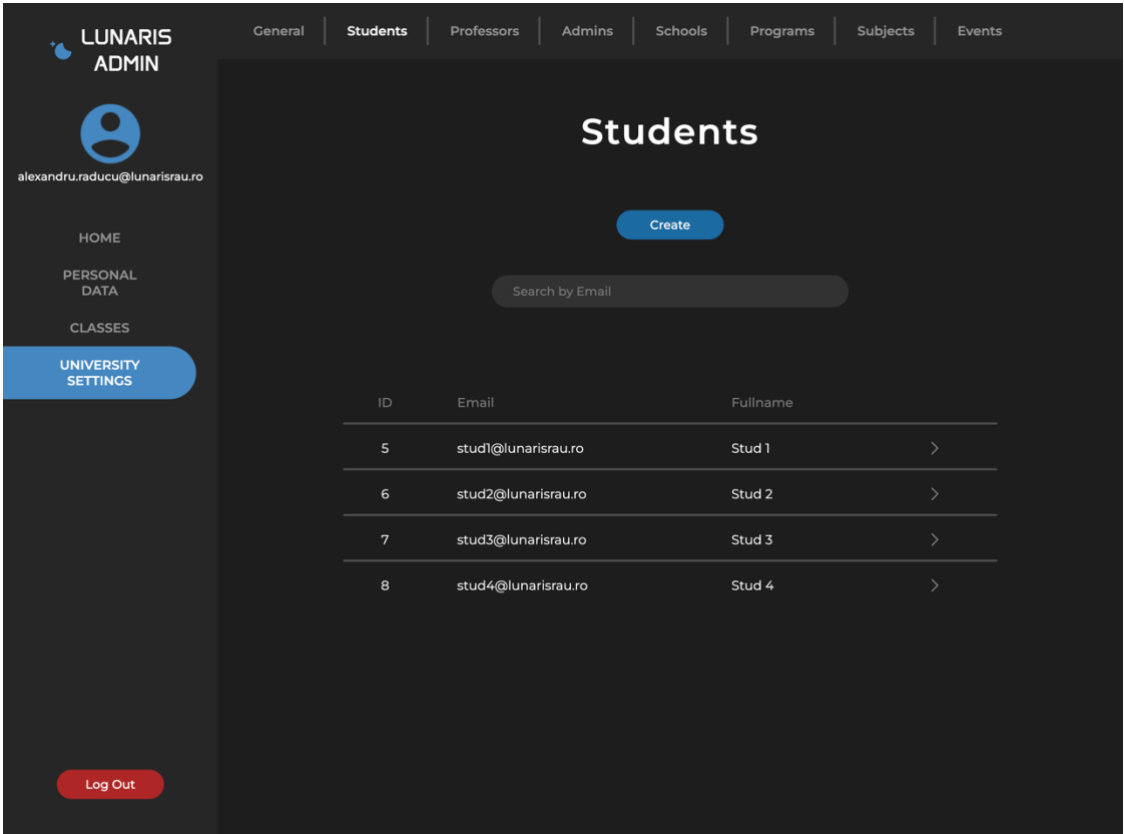 LUNARIS
ADMIN
alexandru.raducu@lunarisrau.ro
HOME
PERSONAL
DATA
CLASSES
UNIVERSITY
SETTINGS
Log Out
General Students Professors Admins Schools Programs Subjects Events
Students
Create
Search by Email
ID Email Fullname
5 stud1@lunarisrau.ro Stud 1
6 stud2@lunarisrau.ro Stud 2
7 stud3@lunarisrau.ro Stud 3
8 stud4@lunarisrau.ro Stud 4